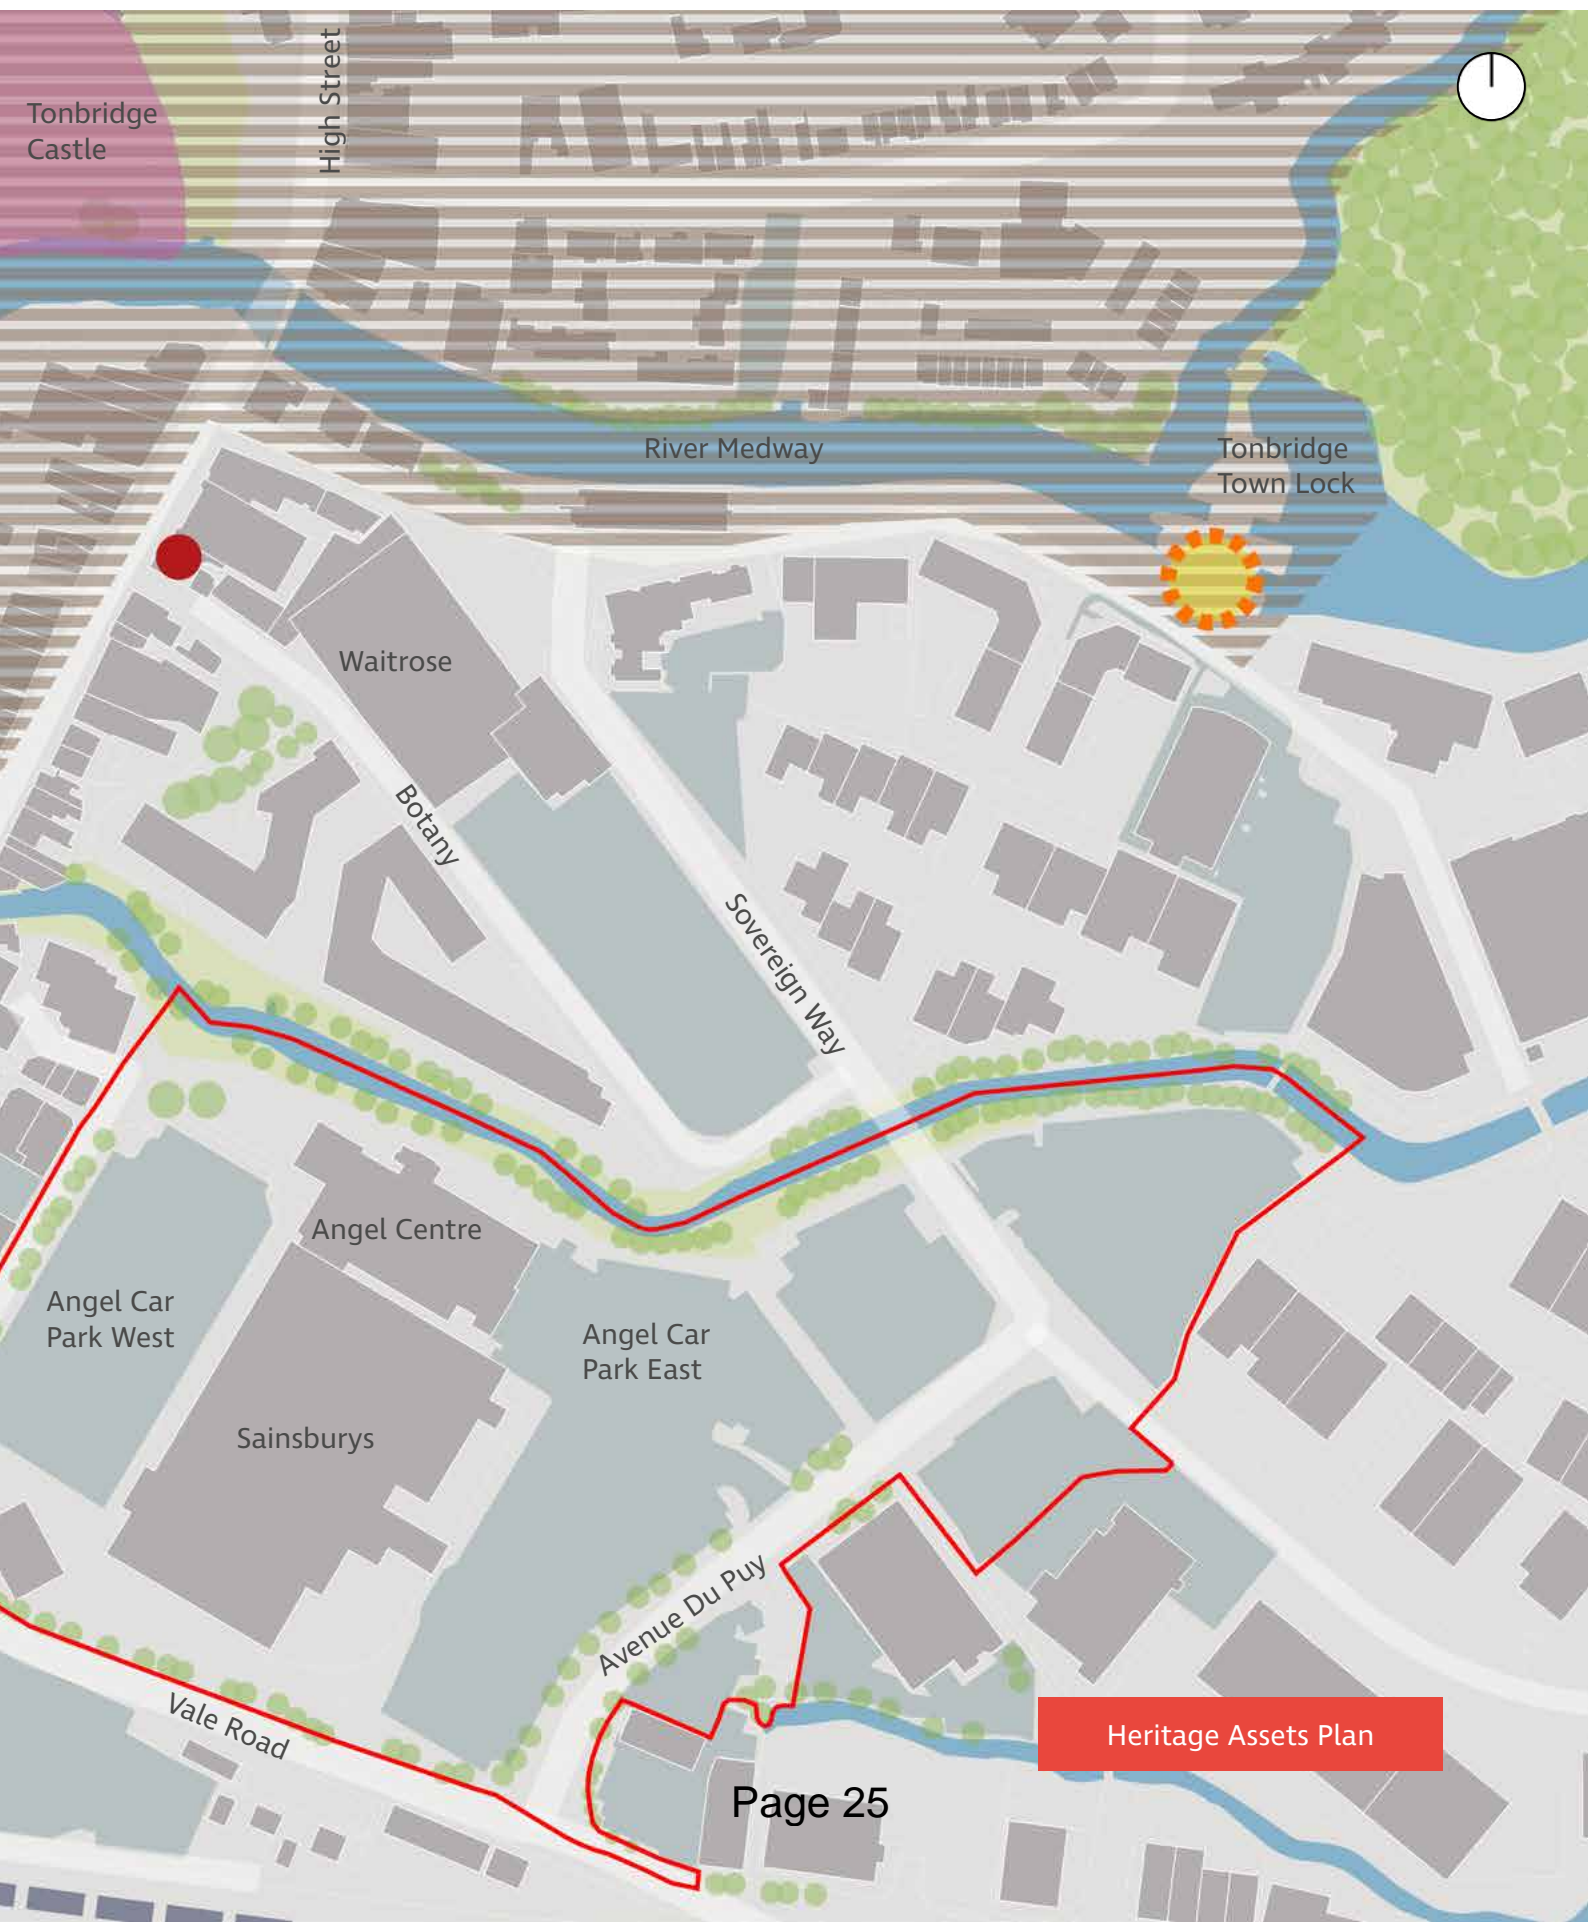 High Street
Tonbridge
Castle
River Medway
Tonbridge
Town Lock
Waitrose
Botany
Sovereign Way
Angel Centre
Angel Car
Park West
Angel Car
Park East
Sainsburys
Avenue Du Puy
Vale Road
Heritage Assets Plan
Page 25